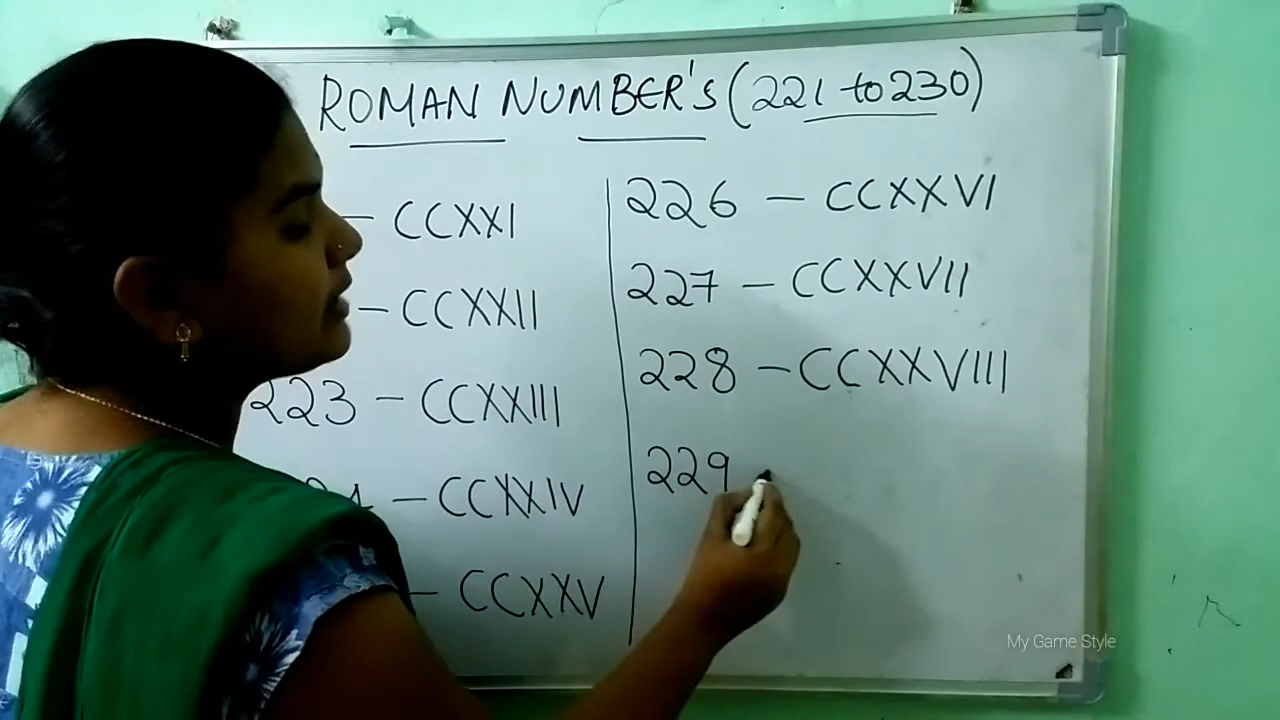 ROMAN NUMBER'S (221 to 230)
— CCXXI
— CCXXII
223 — CCXXIII
— CCXXIV
— CCXXV
226 — CCXXVI
227 — CCXXVII
228 — CCXXVIII
229
My Game Style